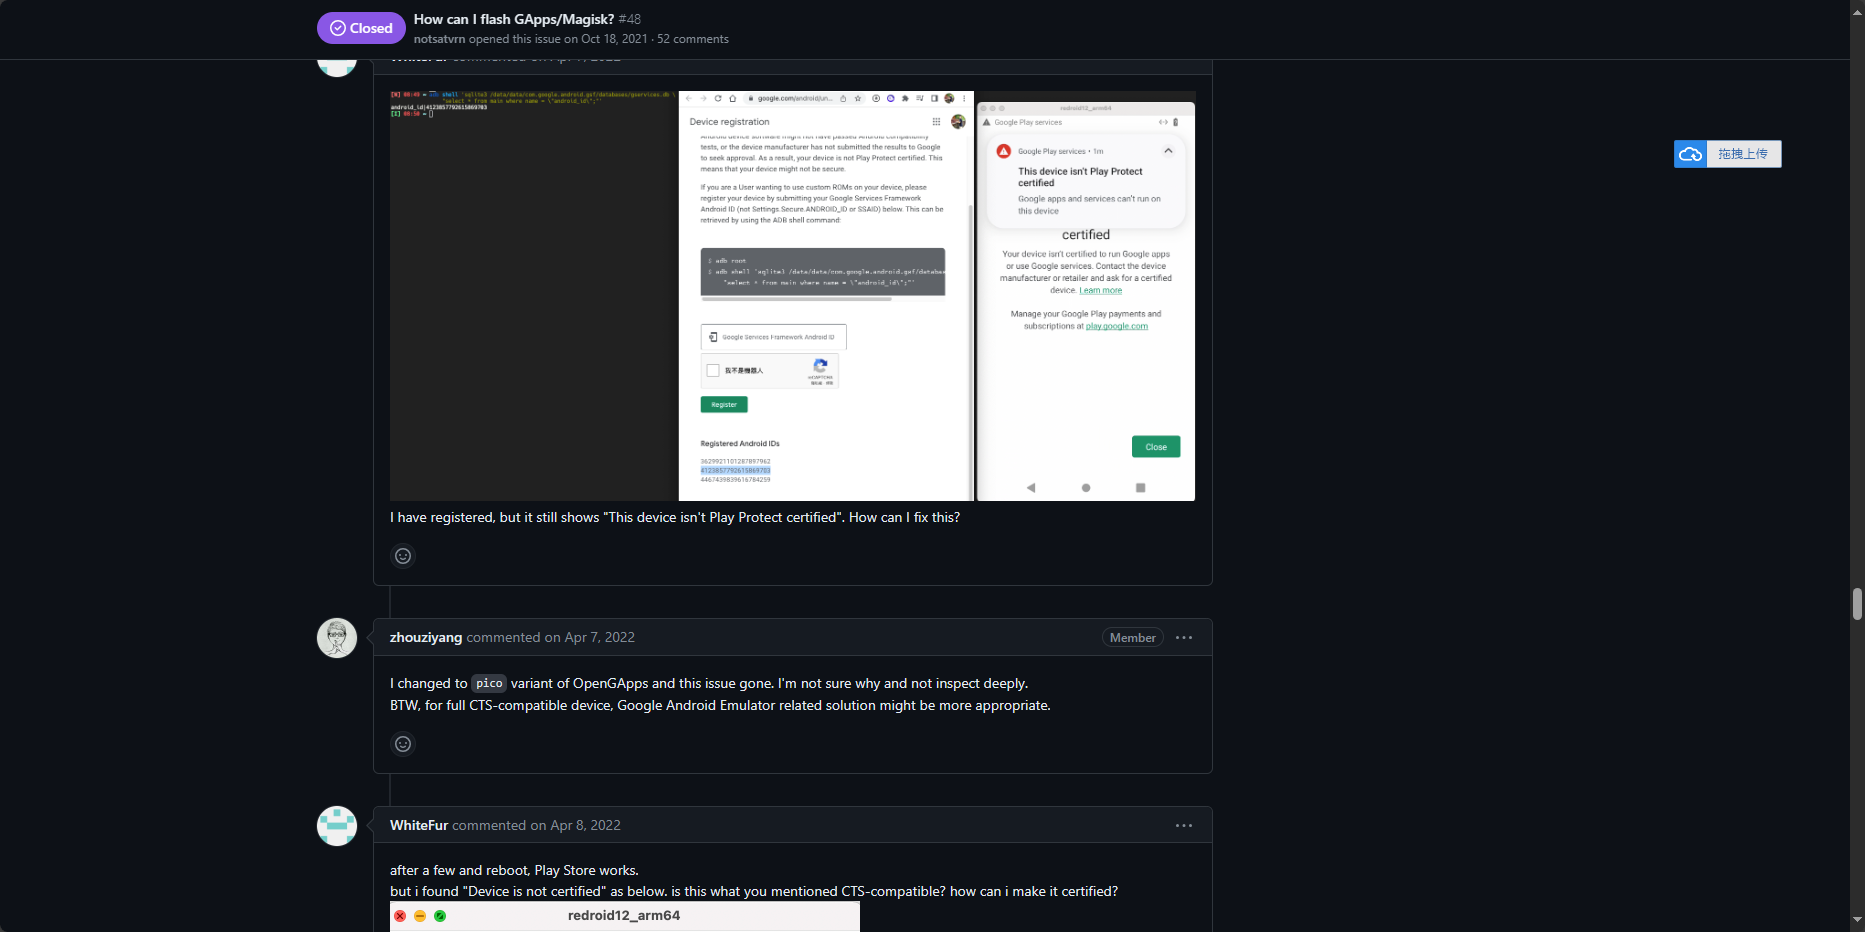 Closed
How can I flash GApps/Magisk? #48
notsatvrn opened this issue on Oct 18, 2021 · 52 comments
android_id|4123857792615869783
google.com/android/un...
Device registration
tests, or the device manufacturer has not submitted the results to Google
to seek approval. As a result, your device is not Play Protect certified. This
means that your device might not be secure.
If you are a User wanting to use custom ROMs on your device, please
register your device by submitting your Google Services Framework
Android ID (not Settings.Secure.ANDROID_ID or SSAID) below. This can be
retrieved by using the ADB shell command:
$ adb root
$ adb shell 'sqlite3 /data/data/com.google.android.gsf/databas
"select * from main where name = \"android_id\";"'
Google Services Framework Android ID
我不是機器人
reCAPTCHA
Register
Registered Android IDs
3629921101287897962
4123857792615869783
4467439839616784259
redroid12_arm64
Google Play services
Google Play services • 1m
This device isn't Play Protect
certified
Google apps and services can't run on
this device
certified
Your device isn't certified to run Google apps
or use Google services. Contact the device
manufacturer or retailer and ask for a certified
device. Learn more
Manage your Google Play payments and
subscriptions at play.google.com
Close
拖拽上传
I have registered, but it still shows "This device isn't Play Protect certified". How can I fix this?
zhouziyang commented on Apr 7, 2022
Member
I changed to pico variant of OpenGApps and this issue gone. I'm not sure why and not inspect deeply.
BTW, for full CTS-compatible device, Google Android Emulator related solution might be more appropriate.
WhiteFur commented on Apr 8, 2022
after a few and reboot, Play Store works.
but i found "Device is not certified" as below. is this what you mentioned CTS-compatible? how can i make it certified?
redroid12_arm64